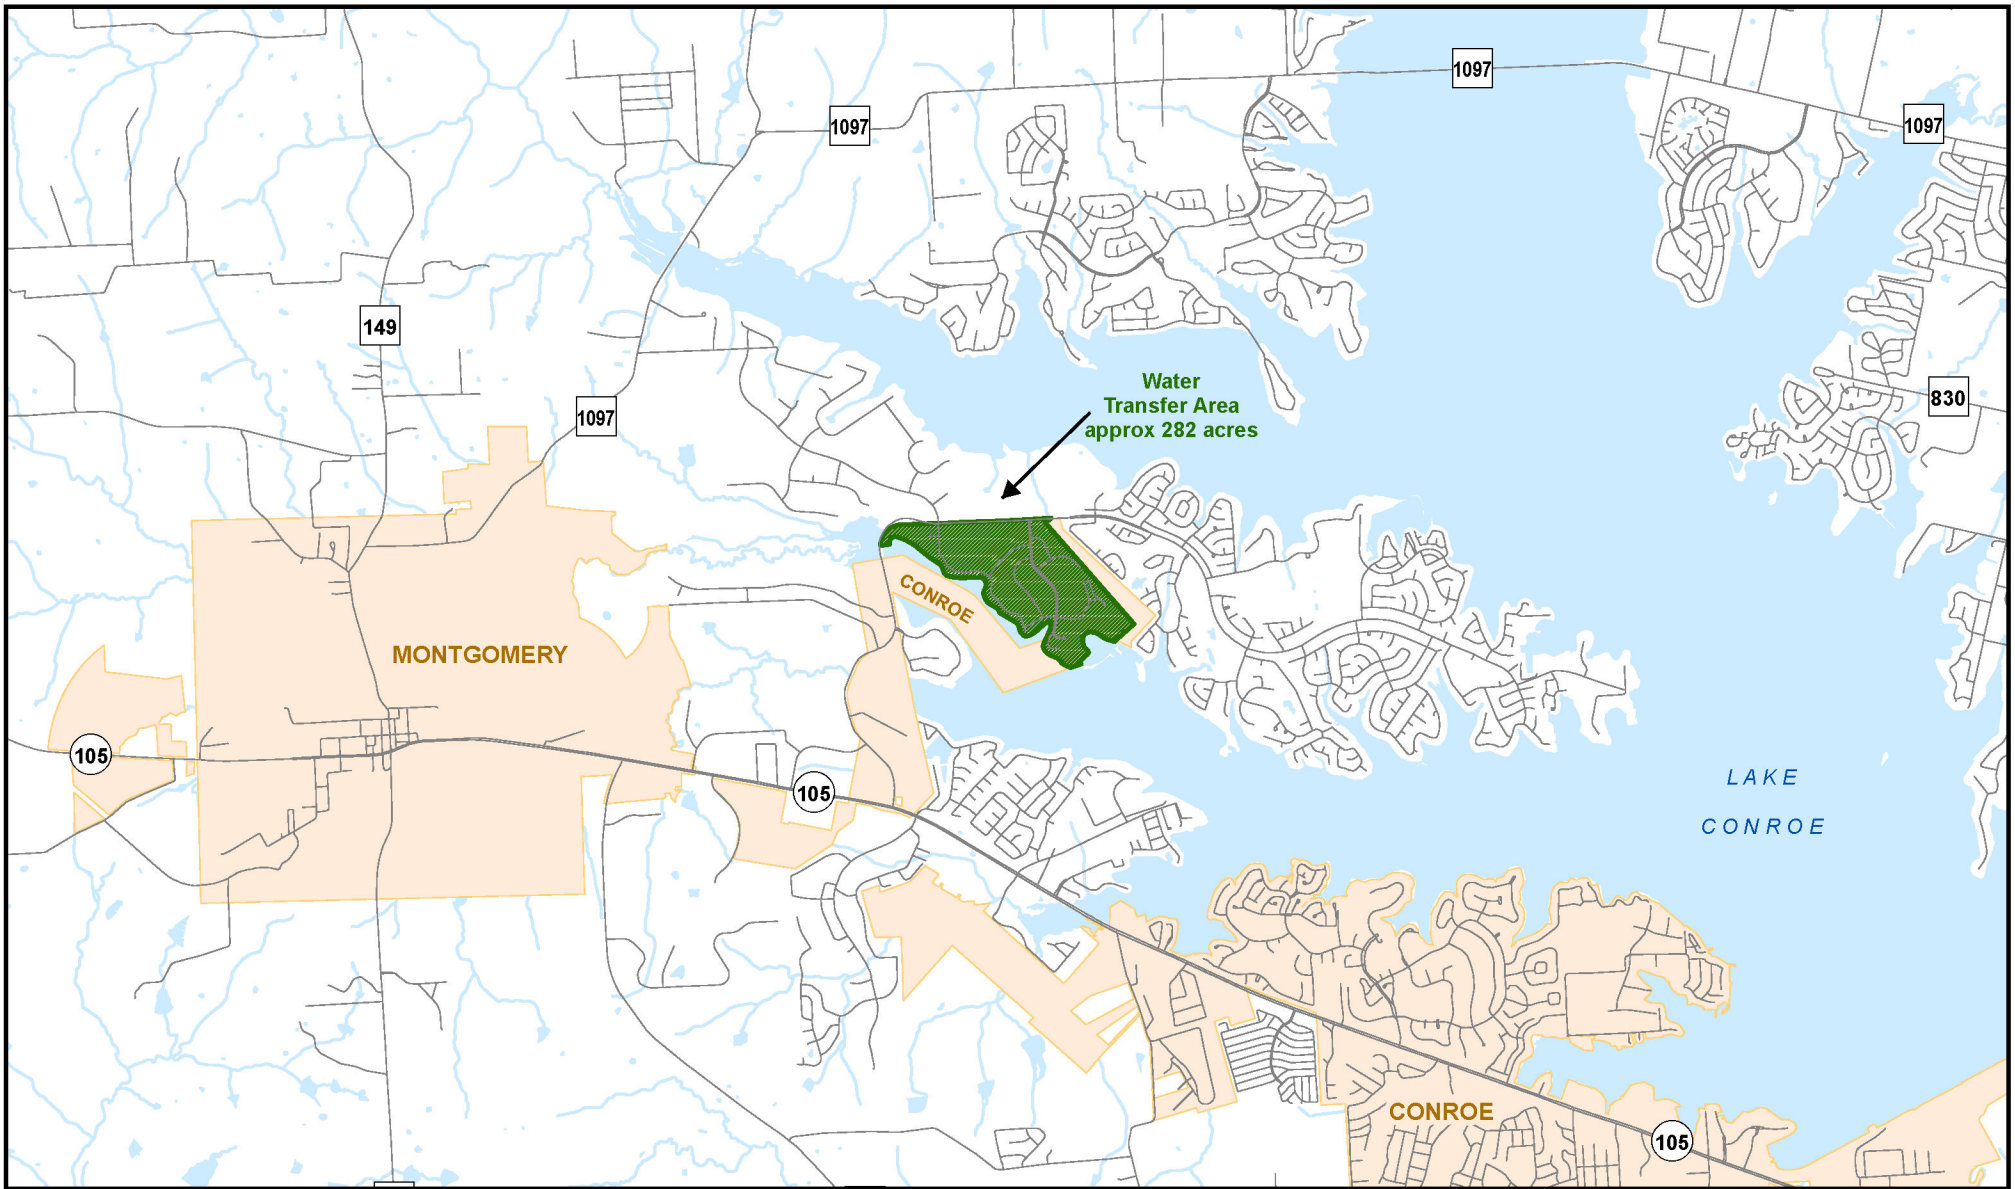 1097
1097
1097
149
Water
Transfer Area
approx 282 acres
830
1097
CONROE
MONTGOMERY
105
105
LAKE
CONROE
CONROE
105